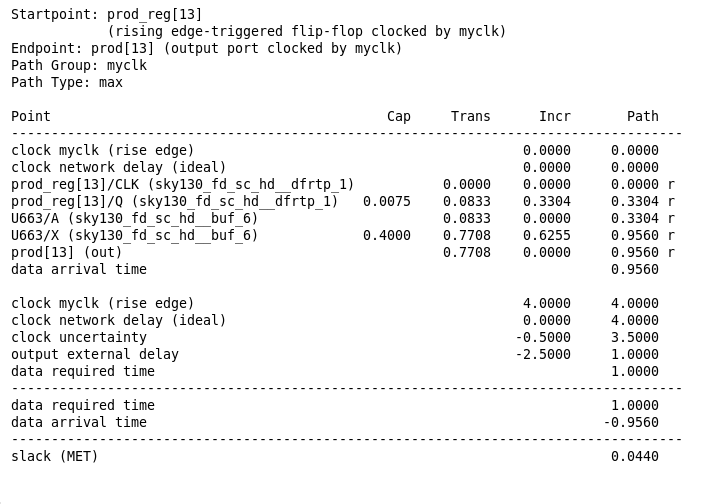 Startpoint: prod_reg[13]
            (rising edge-triggered flip-flop clocked by myclk)
Endpoint: prod[13] (output port clocked by myclk)
Path Group: myclk
Path Type: max
Point                                          Cap     Trans      Incr       Path
------------------------------------------------------------------------------------
clock myclk (rise edge)                                         0.0000     0.0000
clock network delay (ideal)                                     0.0000     0.0000
prod_reg[13]/CLK (sky130_fd_sc_hd__dfrtp_1)           0.0000    0.0000     0.0000 r
prod_reg[13]/Q (sky130_fd_sc_hd__dfrtp_1)   0.0075    0.0833    0.3304     0.3304 r
U663/A (sky130_fd_sc_hd__buf_6)                       0.0833    0.0000     0.3304 r
U663/X (sky130_fd_sc_hd__buf_6)             0.4000    0.7708    0.6255     0.9560 r
prod[13] (out)                                        0.7708    0.0000     0.9560 r
data arrival time                                                          0.9560
clock myclk (rise edge)                                         4.0000     4.0000
clock network delay (ideal)                                     0.0000     4.0000
clock uncertainty                                              -0.5000     3.5000
output external delay                                          -2.5000     1.0000
data required time                                                         1.0000
------------------------------------------------------------------------------------
data required time                                                         1.0000
data arrival time                                                         -0.9560
------------------------------------------------------------------------------------
slack (MET)                                                                0.0440